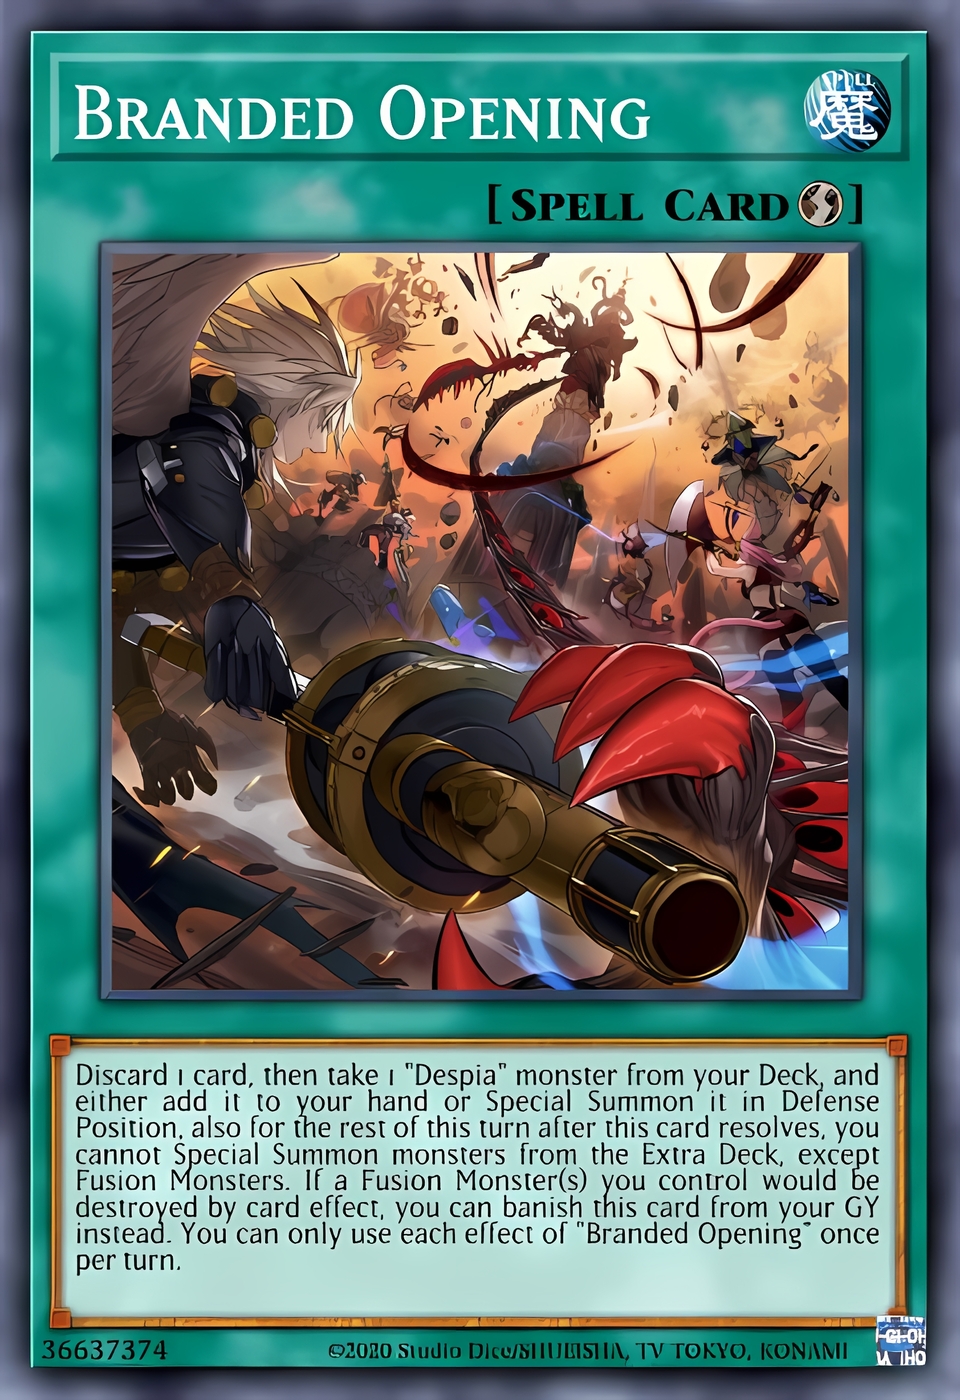 BRANDED OPENING
魔
[SPELL CARD]
Discard 1 card, then take 1 "Despia" monster from your Deck, and
either add it to your hand or Special Summon it in Defense
Position, also for the rest of this turn after this card resolves, you
cannot Special Summon monsters from the Extra Deck, except
Fusion Monsters. If a Fusion Monster(s) you control would be
destroyed by card effect, you can banish this card from your GY
instead. You can only use each effect of "Branded Opening" once
per turn.
36637374
©2020 Studio Dice/SHUEISHA, TV TOKYO, KONAMI